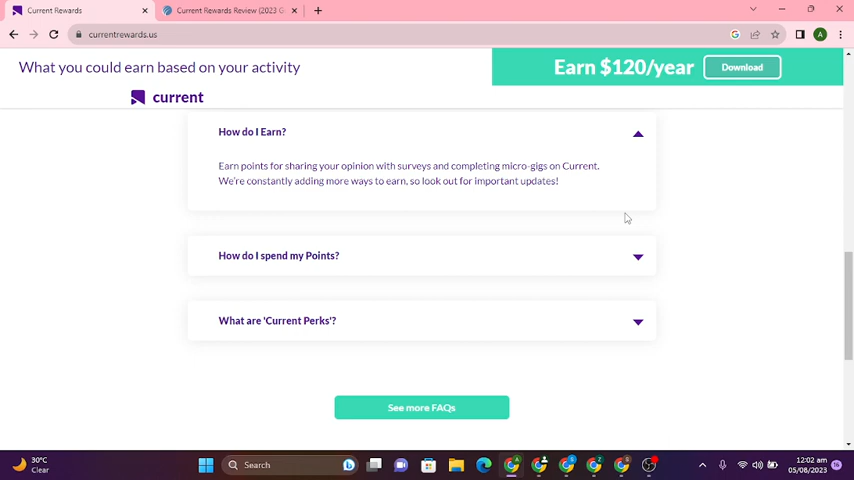 Current Rewards
Current Rewards Review (2023 G
currentrewards.us
A
What you could earn based on your activity
Earn $120/year
Download
current
How do I Earn?
Earn points for sharing your opinion with surveys and completing micro-gigs on Current.
We're constantly adding more ways to earn, so look out for important updates!
How do I spend my Points?
What are 'Current Perks'?
See more FAQs
30°C
Clear
Search
12:02 am
05/08/2023